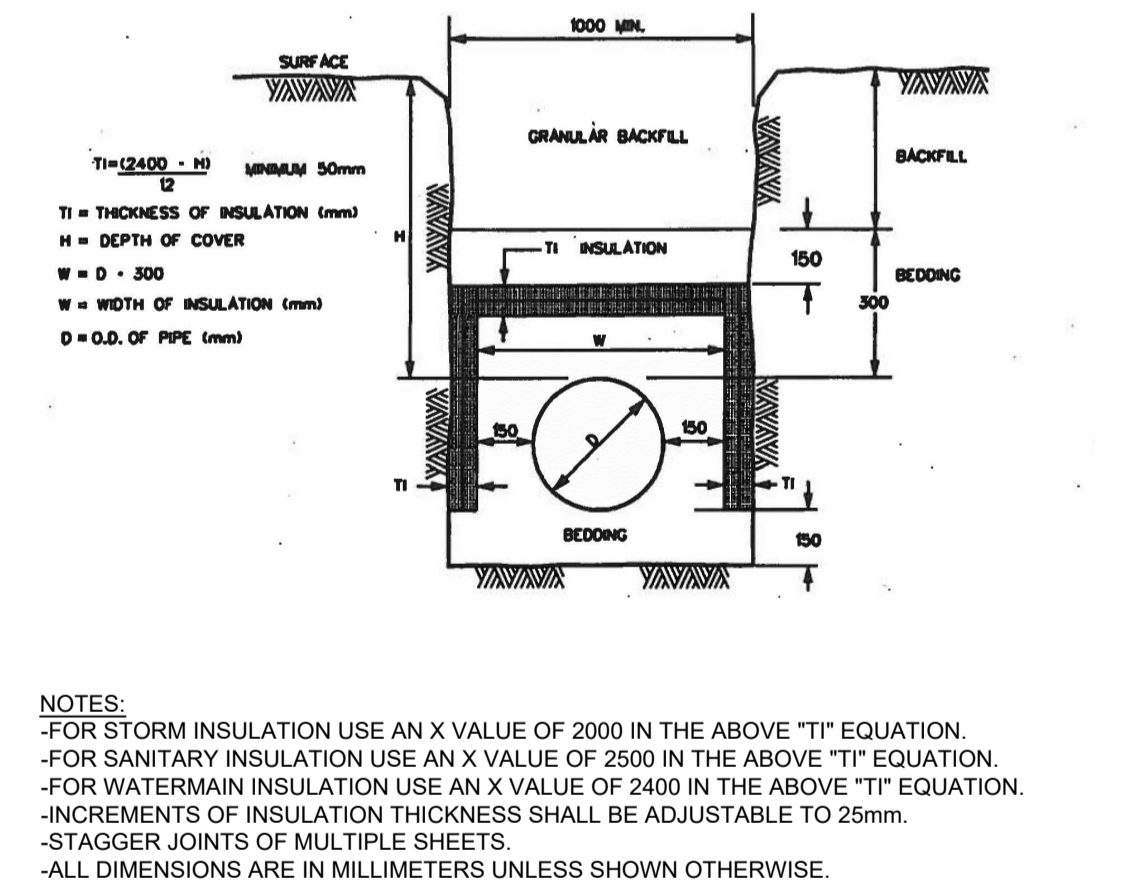 1000 MIN.
SURFACE
GRANULAR BACKFILL
BACKFILL
TI=(2400 - H)
12
MINIMUM 50mm
TI = THICKNESS OF INSULATION (mm)
H = DEPTH OF COVER
H
TI INSULATION
150
W = D • 300
BEDDING
W = WIDTH OF INSULATION (mm)
300
D = O.D. OF PIPE (mm)
W
150
D
150
TI
TI
BEDDING
150
NOTES:
-FOR STORM INSULATION USE AN X VALUE OF 2000 IN THE ABOVE "TI" EQUATION.
-FOR SANITARY INSULATION USE AN X VALUE OF 2500 IN THE ABOVE "TI" EQUATION.
-FOR WATERMAIN INSULATION USE AN X VALUE OF 2400 IN THE ABOVE "TI" EQUATION.
-INCREMENTS OF INSULATION THICKNESS SHALL BE ADJUSTABLE TO 25mm.
-STAGGER JOINTS OF MULTIPLE SHEETS.
-ALL DIMENSIONS ARE IN MILLIMETERS UNLESS SHOWN OTHERWISE.